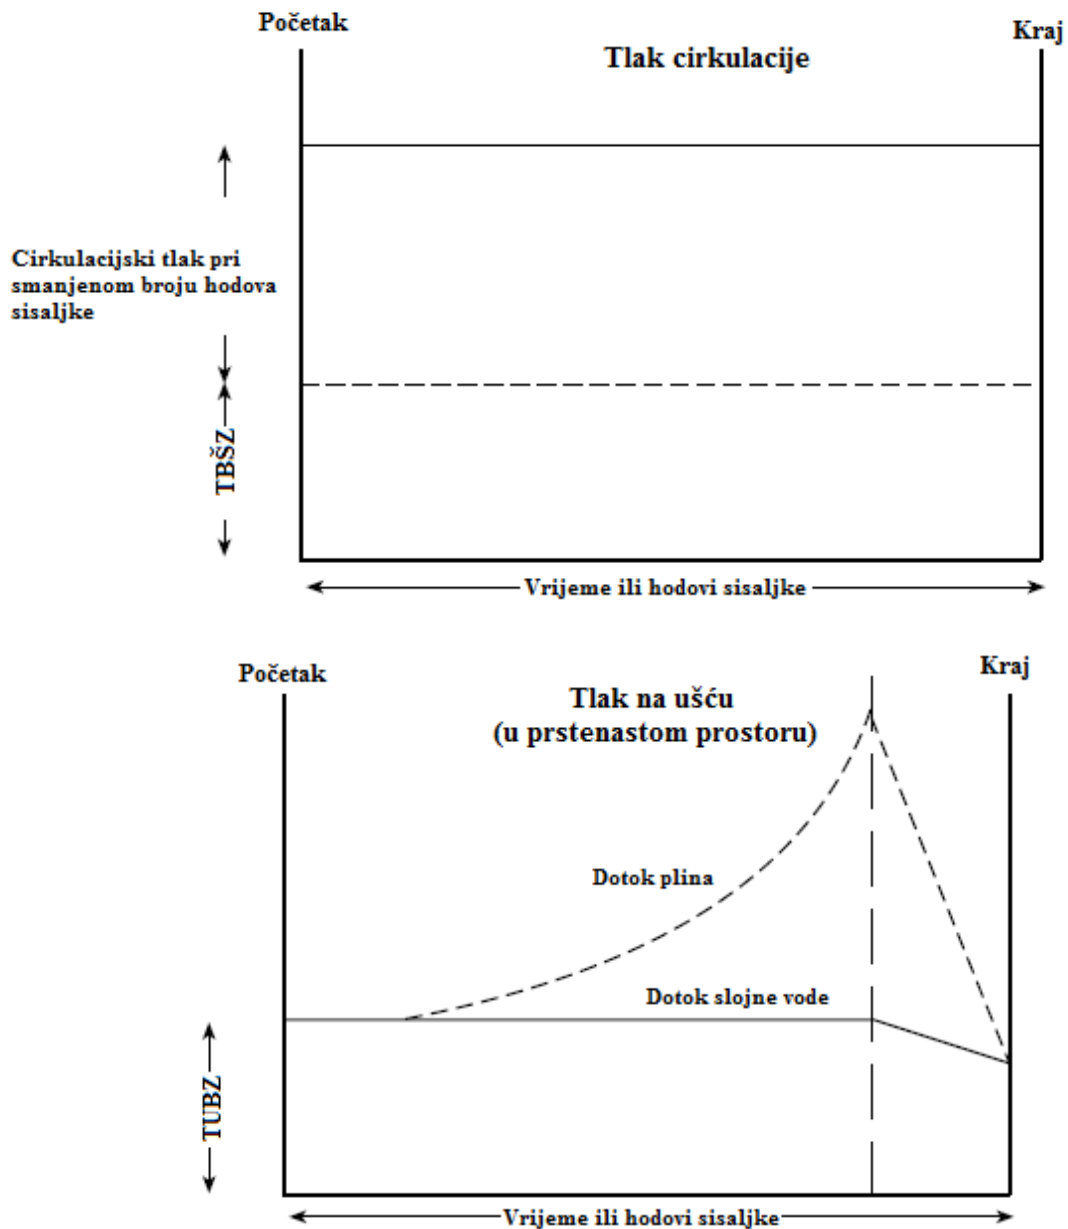 Početak
Kraj
Tlak cirkulacije
Cirkulacijski tlak pri
smanjenom broju hodova
sisaljke
TBŠZ
Vrijeme ili hodovi sisaljke
Početak
Kraj
Tlak na ušću
(u prstenastom prostoru)
Dotok plina
Dotok slojne vode
TUBZ
Vrijeme ili hodovi sisaljke